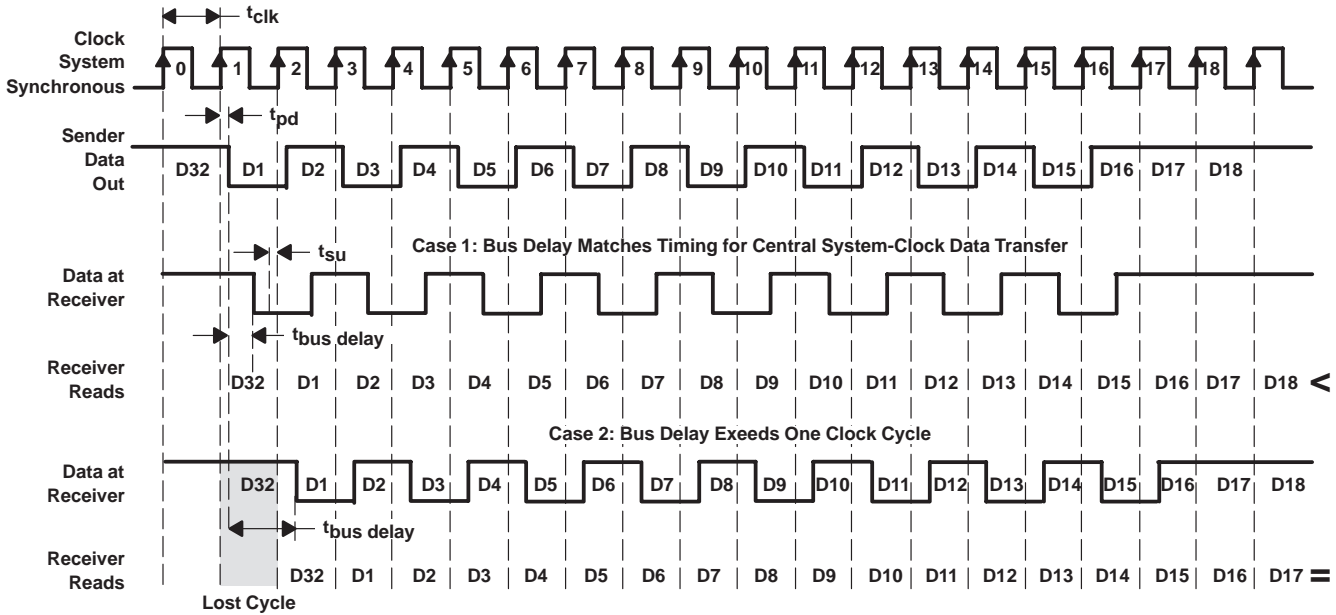 tclk
Clock
System
Synchronous
0 1 2 3 4 5 6 7 8 9 10 11 12 13 14 15 16 17 18
tpd
Sender
Data
Out
D32 D1 D2 D3 D4 D5 D6 D7 D8 D9 D10 D11 D12 D13 D14 D15 D16 D17 D18
Case 1: Bus Delay Matches Timing for Central System-Clock Data Transfer
tsu
Data at
Receiver
tbus delay
Receiver
Reads
D32 D1 D2 D3 D4 D5 D6 D7 D8 D9 D10 D11 D12 D13 D14 D15 D16 D17 D18 <
Case 2: Bus Delay Exeeds One Clock Cycle
Data at
Receiver
D32 D1 D2 D3 D4 D5 D6 D7 D8 D9 D10 D11 D12 D13 D14 D15 D16 D17 D18
tbus delay
Receiver
Reads
D32 D1 D2 D3 D4 D5 D6 D7 D8 D9 D10 D11 D12 D13 D14 D15 D16 D17 =
Lost Cycle